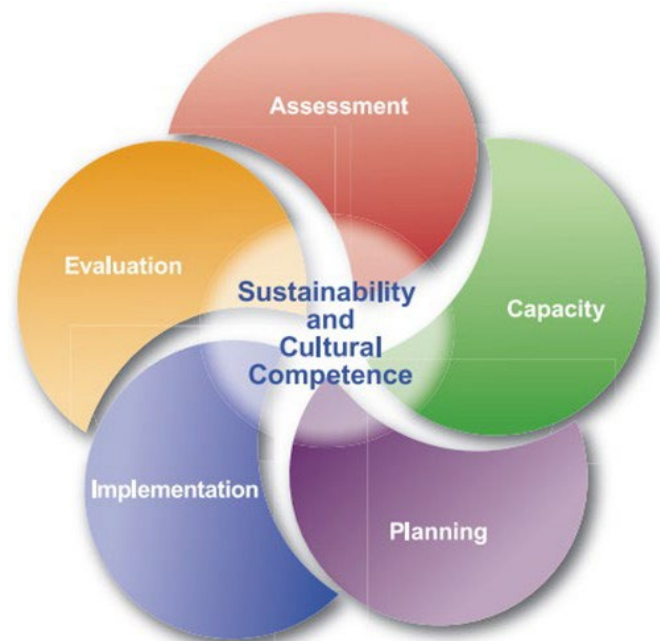 Assessment
Capacity
Planning
Implementation
Evaluation
Sustainability
and
Cultural
Competence